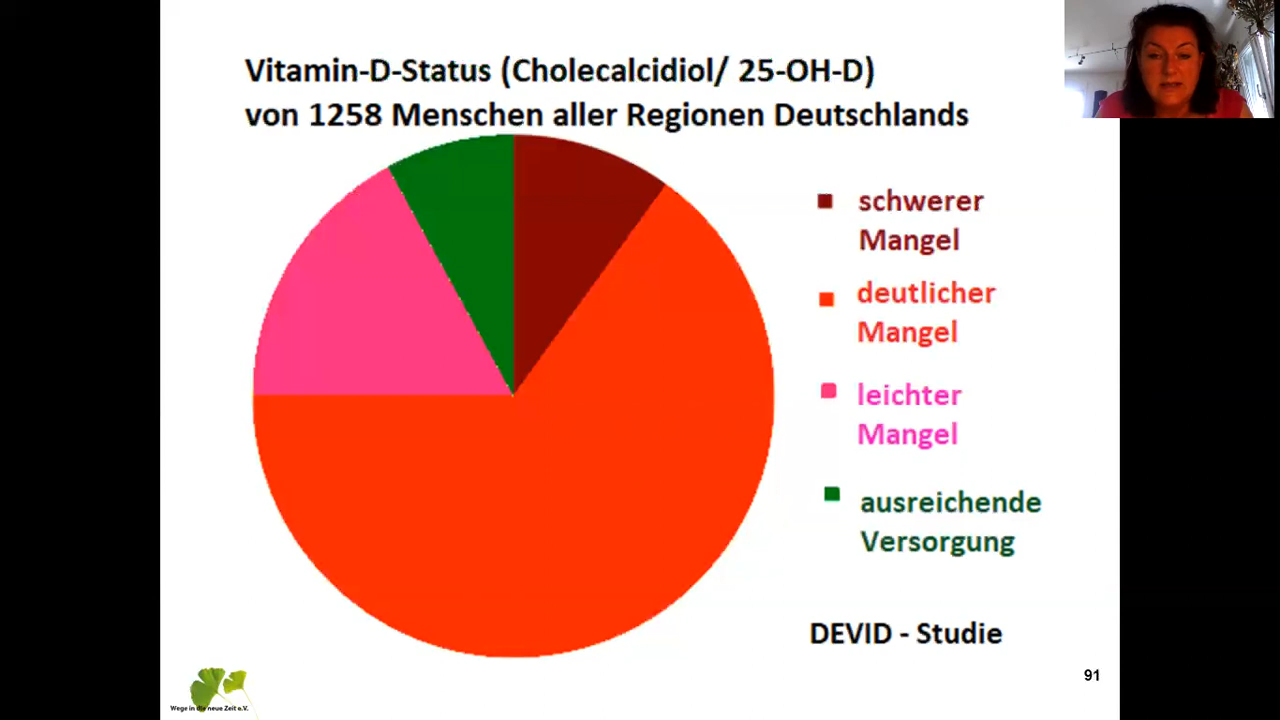 Vitamin-D-Status (Cholecalcidiol/ 25-OH-D)
von 1258 Menschen aller Regionen Deutschlands
schwerer
Mangel
deutlicher
Mangel
leichter
Mangel
ausreichende
Versorgung
DEVID - Studie
91
Wege in die neue Zeit e.V.